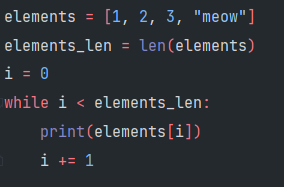 elements = [1, 2, 3, "meow"]
elements_len = len(elements)
i = 0
while i < elements_len:
    print(elements[i])
    i += 1